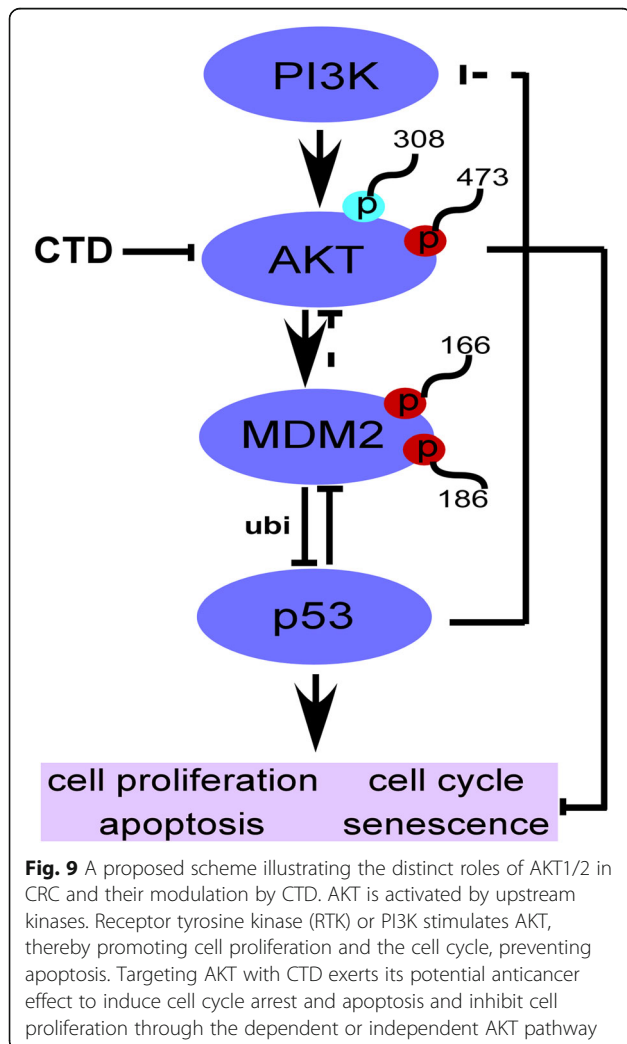 PI3K
308
p
473
p
CTD
AKT
166
p
MDM2
p
186
ubi
p53
cell proliferation cell cycle
apoptosis senescence
Fig. 9 A proposed scheme illustrating the distinct roles of AKT1/2 in
CRC and their modulation by CTD. AKT is activated by upstream
kinases. Receptor tyrosine kinase (RTK) or PI3K stimulates AKT,
thereby promoting cell proliferation and the cell cycle, preventing
apoptosis. Targeting AKT with CTD exerts its potential anticancer
effect to induce cell cycle arrest and apoptosis and inhibit cell
proliferation through the dependent or independent AKT pathway